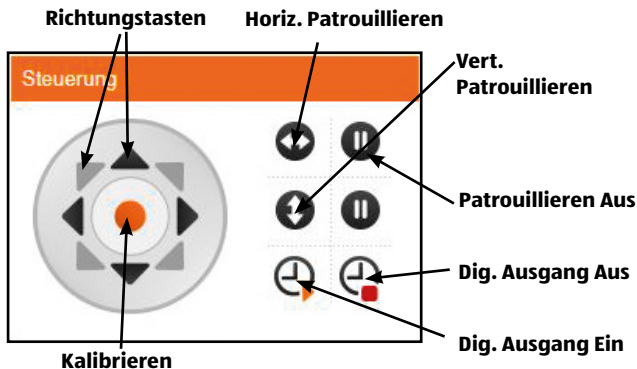 Richtungstasten
Horiz. Patrouillieren
Steuerung
Vert.
Patrouillieren
Patrouillieren Aus
Dig. Ausgang Aus
Dig. Ausgang Ein
Kalibrieren